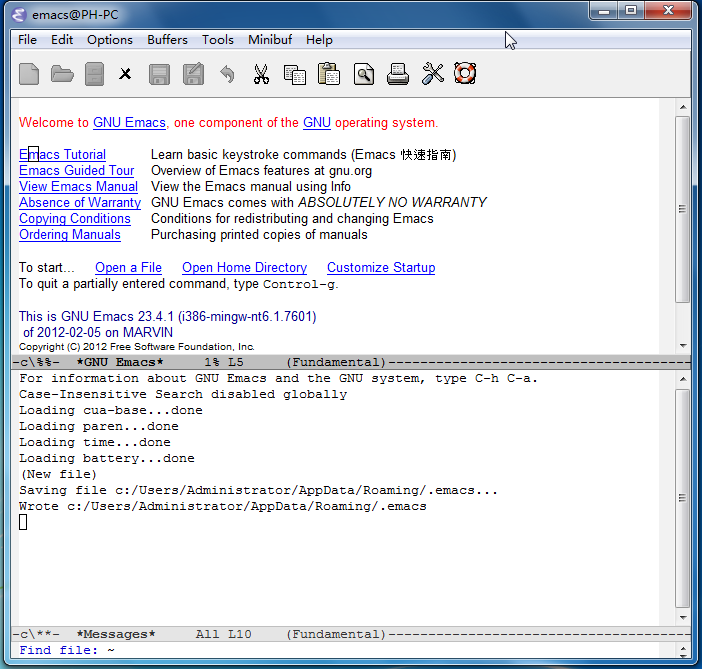 emacs@PH-PC
File Edit Options Buffers Tools Minibuf Help
Welcome to GNU Emacs, one component of the GNU operating system.
Emacs Tutorial Learn basic keystroke commands (Emacs 快速指南)
Emacs Guided Tour Overview of Emacs features at gnu.org
View Emacs Manual View the Emacs manual using Info
Absence of Warranty GNU Emacs comes with ABSOLUTELY NO WARRANTY
Copying Conditions Conditions for redistributing and changing Emacs
Ordering Manuals Purchasing printed copies of manuals
To start... Open a File Open Home Directory Customize Startup
To quit a partially entered command, type Control-g.
This is GNU Emacs 23.4.1 (i386-mingw-nt6.1.7601)
of 2012-02-05 on MARVIN
Copyright (C) 2012 Free Software Foundation, Inc.
-c\%%- *GNU Emacs* 1% L5 (Fundamental)--------------------------------------
For information about GNU Emacs and the GNU system, type C-h C-a.
Case-Insensitive Search disabled globally
Loading cua-base...done
Loading paren...done
Loading time...done
Loading battery...done
(New file)
Saving file c:/Users/Administrator/AppData/Roaming/.emacs...
Wrote c:/Users/Administrator/AppData/Roaming/.emacs
-c\**- *Messages* All L10 (Fundamental)--------------------------------------
Find file: ~